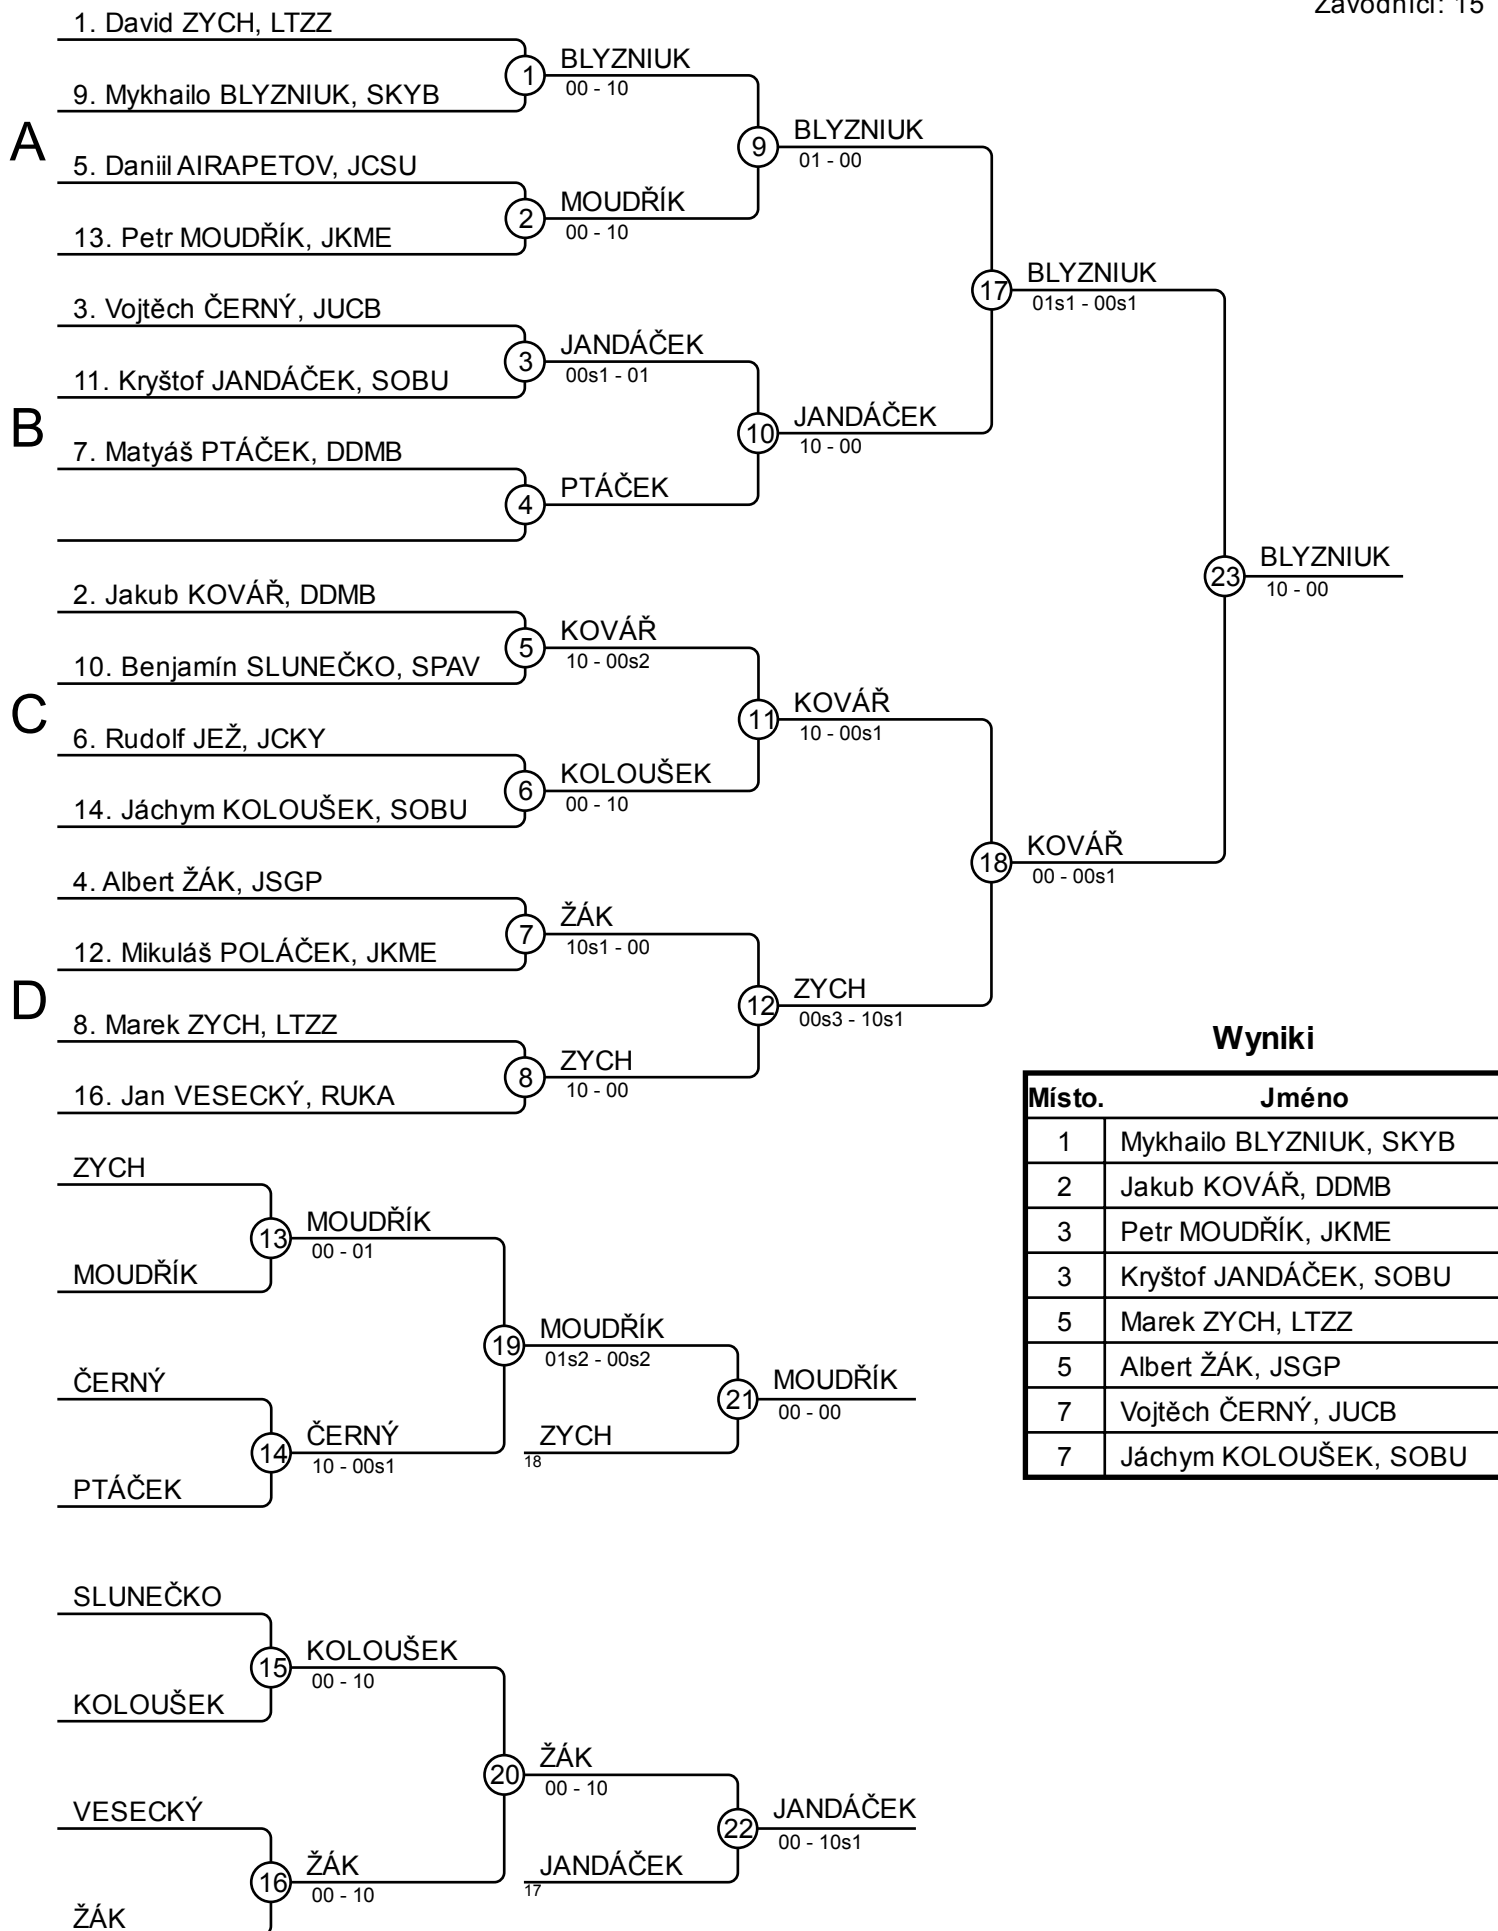 Závodníci: 15
1. David ZYCH, LTZZ
1
BLYZNIUK
00 - 10
9. Mykhailo BLYZNIUK, SKYB
A
9
BLYZNIUK
01 - 00
5. Daniil AIRAPETOV, JCSU
2
MOUDŘÍK
00 - 10
13. Petr MOUDŘÍK, JKME
17
BLYZNIUK
01s1 - 00s1
3. Vojtěch ČERNÝ, JUCB
3
JANDÁČEK
00s1 - 01
11. Kryštof JANDÁČEK, SOBU
B
10
JANDÁČEK
10 - 00
7. Matyáš PTÁČEK, DDMB
4
PTÁČEK
23
BLYZNIUK
10 - 00
2. Jakub KOVÁŘ, DDMB
5
KOVÁŘ
10 - 00s2
10. Benjamín SLUNEČKO, SPAV
C
11
KOVÁŘ
10 - 00s1
6. Rudolf JEŽ, JCKY
6
KOLOUŠEK
00 - 10
14. Jáchym KOLOUŠEK, SOBU
18
KOVÁŘ
00 - 00s1
4. Albert ŽÁK, JSGP
7
ŽÁK
10s1 - 00
12. Mikuláš POLÁČEK, JKME
D
12
ZYCH
00s3 - 10s1
8. Marek ZYCH, LTZZ
8
ZYCH
10 - 00
16. Jan VESECKÝ, RUKA
Wyniki
Místo. Jméno
1 Mykhailo BLYZNIUK, SKYB
2 Jakub KOVÁŘ, DDMB
3 Petr MOUDŘÍK, JKME
3 Kryštof JANDÁČEK, SOBU
5 Marek ZYCH, LTZZ
5 Albert ŽÁK, JSGP
7 Vojtěch ČERNÝ, JUCB
7 Jáchym KOLOUŠEK, SOBU
ZYCH
13
MOUDŘÍK
00 - 01
MOUDŘÍK
19
MOUDŘÍK
01s2 - 00s2
ČERNÝ
14
ČERNÝ
10 - 00s1
PTÁČEK
21
MOUDŘÍK
00 - 00
ZYCH
18
SLUNEČKO
15
KOLOUŠEK
00 - 10
KOLOUŠEK
20
ŽÁK
00 - 10
VESECKÝ
16
ŽÁK
00 - 10
ŽÁK
22
JANDÁČEK
00 - 10s1
JANDÁČEK
17